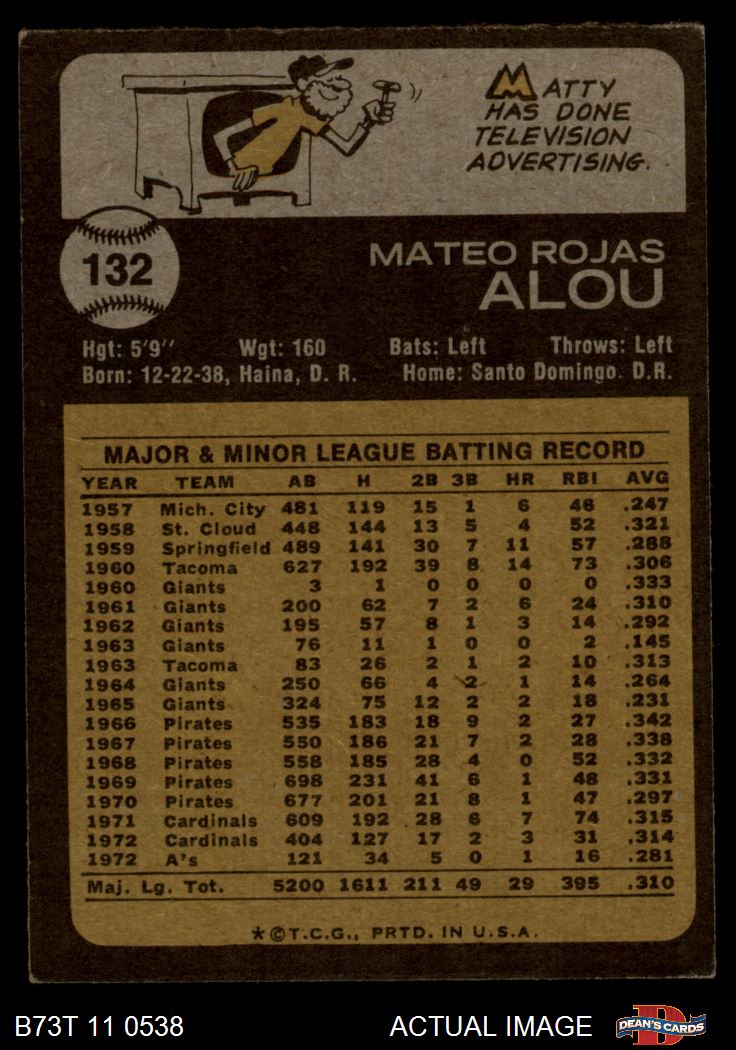 MATTY
HAS DONE
TELEVISION
ADVERTISING.
132
MATEO ROJAS
ALOU
Hgt: 5'9" Wgt: 160 Bats: Left Throws: Left
Born: 12-22-38, Haina, D. R. Home: Santo Domingo. D.R.
MAJOR & MINOR LEAGUE BATTING RECORD
YEAR TEAM AB H 2B 3B HR RBI AVG
1957 Mich. City 481 119 15 1 6 46 .247
1958 St. Cloud 448 144 13 5 4 52 .321
1959 Springfield 489 141 30 7 11 57 .288
1960 Tacoma 627 192 39 8 14 73 .306
1960 Giants 3 1 0 0 0 0 .333
1961 Giants 200 62 7 2 6 24 .310
1962 Giants 195 57 8 1 3 14 .292
1963 Giants 76 11 1 0 0 2 .145
1963 Tacoma 83 26 2 1 2 10 .313
1964 Giants 250 66 4 2 1 14 .264
1965 Giants 324 75 12 2 2 18 .231
1966 Pirates 535 183 18 9 2 27 .342
1967 Pirates 550 186 21 7 2 28 .338
1968 Pirates 558 185 28 4 0 52 .332
1969 Pirates 698 231 41 6 1 48 .331
1970 Pirates 677 201 21 8 1 47 .297
1971 Cardinals 609 192 28 6 7 74 .315
1972 Cardinals 404 127 17 2 3 31 .314
1972 A's 121 34 5 0 1 16 .281
Maj. Lg. Tot. 5200 1611 211 49 29 395 .310
*©T.C.G., PRTD. IN U.S.A.
B73T 11 0538 ACTUAL IMAGE DEAN'S CARDS